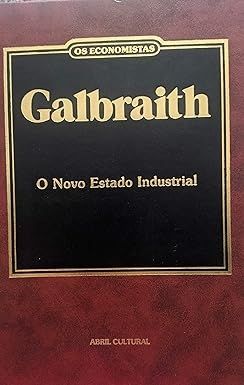 OS ECONOMISTAS
Galbraith
O Novo Estado Industrial
ABRIL CULTURAL